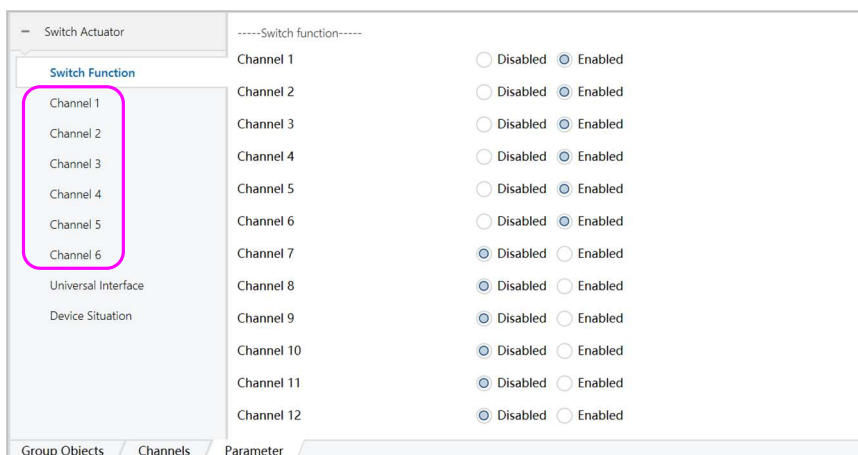 − Switch Actuator
Switch Function
Channel 1
Channel 2
Channel 3
Channel 4
Channel 5
Channel 6
Universal Interface
Device Situation
-----Switch function-----
Channel 1 Disabled Enabled
Channel 2 Disabled Enabled
Channel 3 Disabled Enabled
Channel 4 Disabled Enabled
Channel 5 Disabled Enabled
Channel 6 Disabled Enabled
Channel 7 Disabled Enabled
Channel 8 Disabled Enabled
Channel 9 Disabled Enabled
Channel 10 Disabled Enabled
Channel 11 Disabled Enabled
Channel 12 Disabled Enabled
Group Objects Channels Parameter